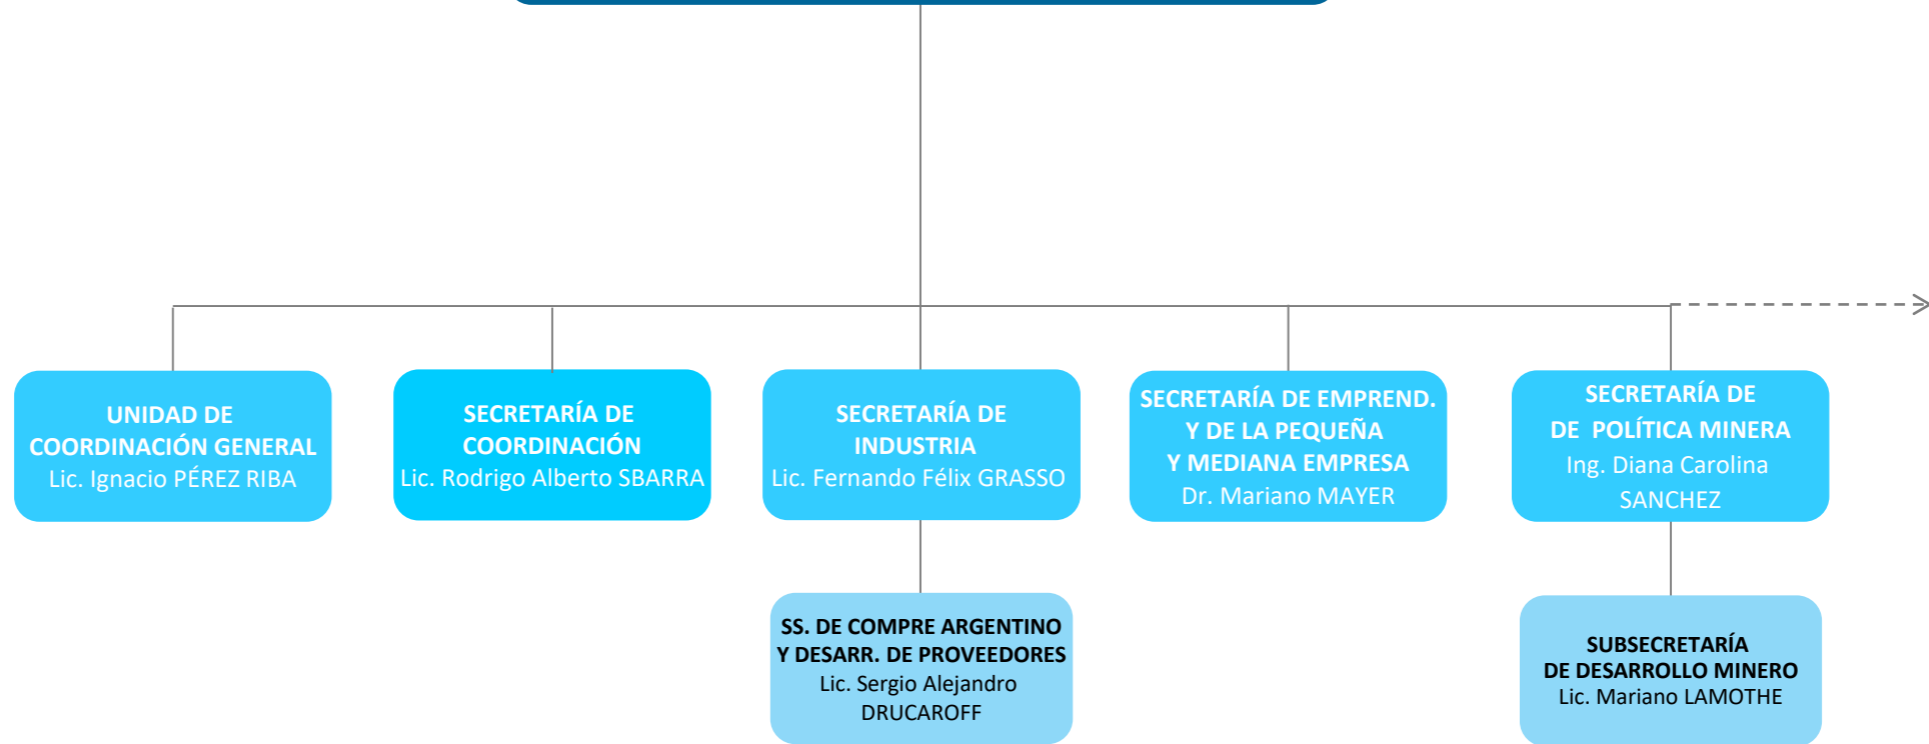 UNIDAD DE
COORDINACIÓN GENERAL
Lic. Ignacio PÉREZ RIBA
SECRETARÍA DE
COORDINACIÓN
Lic. Rodrigo Alberto SBARRA
SECRETARÍA DE
INDUSTRIA
Lic. Fernando Félix GRASSO
SECRETARÍA DE EMPREND.
Y DE LA PEQUEÑA
Y MEDIANA EMPRESA
Dr. Mariano MAYER
SECRETARÍA DE
DE POLÍTICA MINERA
Ing. Diana Carolina
SANCHEZ
SS. DE COMPRE ARGENTINO
Y DESARR. DE PROVEEDORES
Lic. Sergio Alejandro
DRUCAROFF
SUBSECRETARÍA
DE DESARROLLO MINERO
Lic. Mariano LAMOTHE